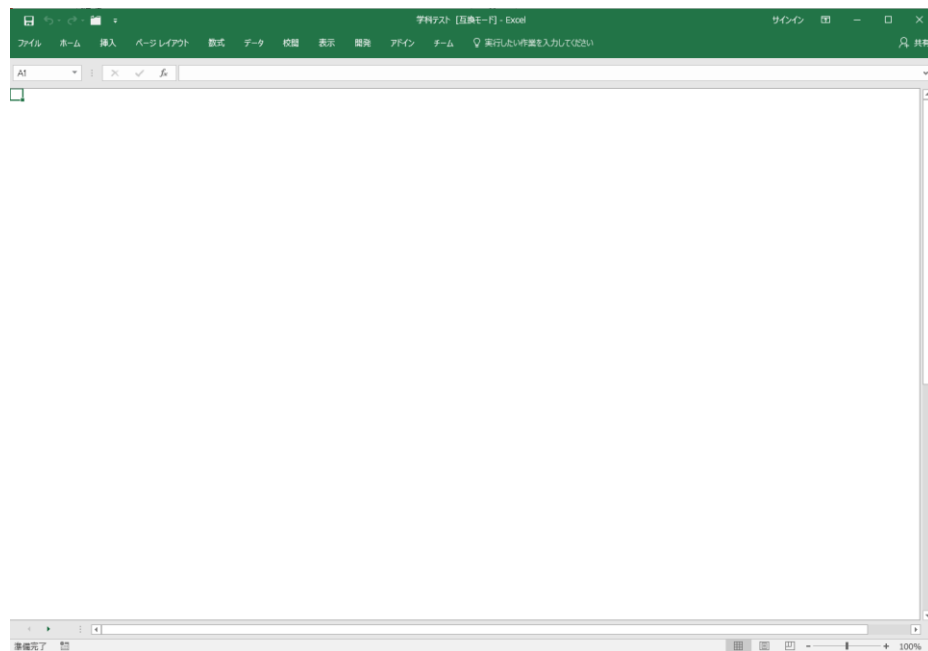 学科テスト [互換モード] - Excel
サインイン
ファイル ホーム 挿入 ページ レイアウト 数式 データ 校閲 表示 開発 アドイン チーム 実行したい作業を入力してください 共有
A1 fx
準備完了 100%